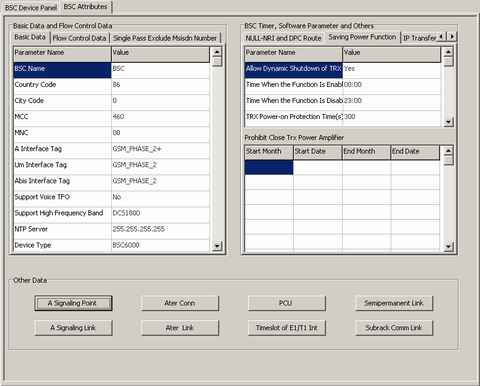 BSC Device Panel BSC Attributes
Basic Data and Flow Control Data
Basic Data Flow Control Data Single Pass Exclude Msisdn Number
Parameter Name Value
BSC Name BSC
Country Code 86
City Code 0
MCC 460
MNC 00
A Interface Tag GSM_PHASE_2+
Um Interface Tag GSM_PHASE_2
Abis Interface Tag GSM_PHASE_2
Support Voice TFO No
Support High Frequency Band DCS1800
NTP Server 255.255.255.255
Device Type BSC6000
BSC Timer, Software Parameter and Others
NULL-NRI and DPC Route Saving Power Function IP Transfer
Parameter Name Value
Allow Dynamic Shutdown of TRX Yes
Time When the Function Is Enabl 00:00
Time When the Function Is Disab 23:00
TRX Power-on Protection Time(s) 300
Prohibit Close Trx Power Amplifier
Start Month Start Date End Month End Date
Other Data
A Signaling Point Ater Conn PCU Semipermanent Link
A Signaling Link Ater Link Timeslot of E1/T1 Int Subrack Comm Link